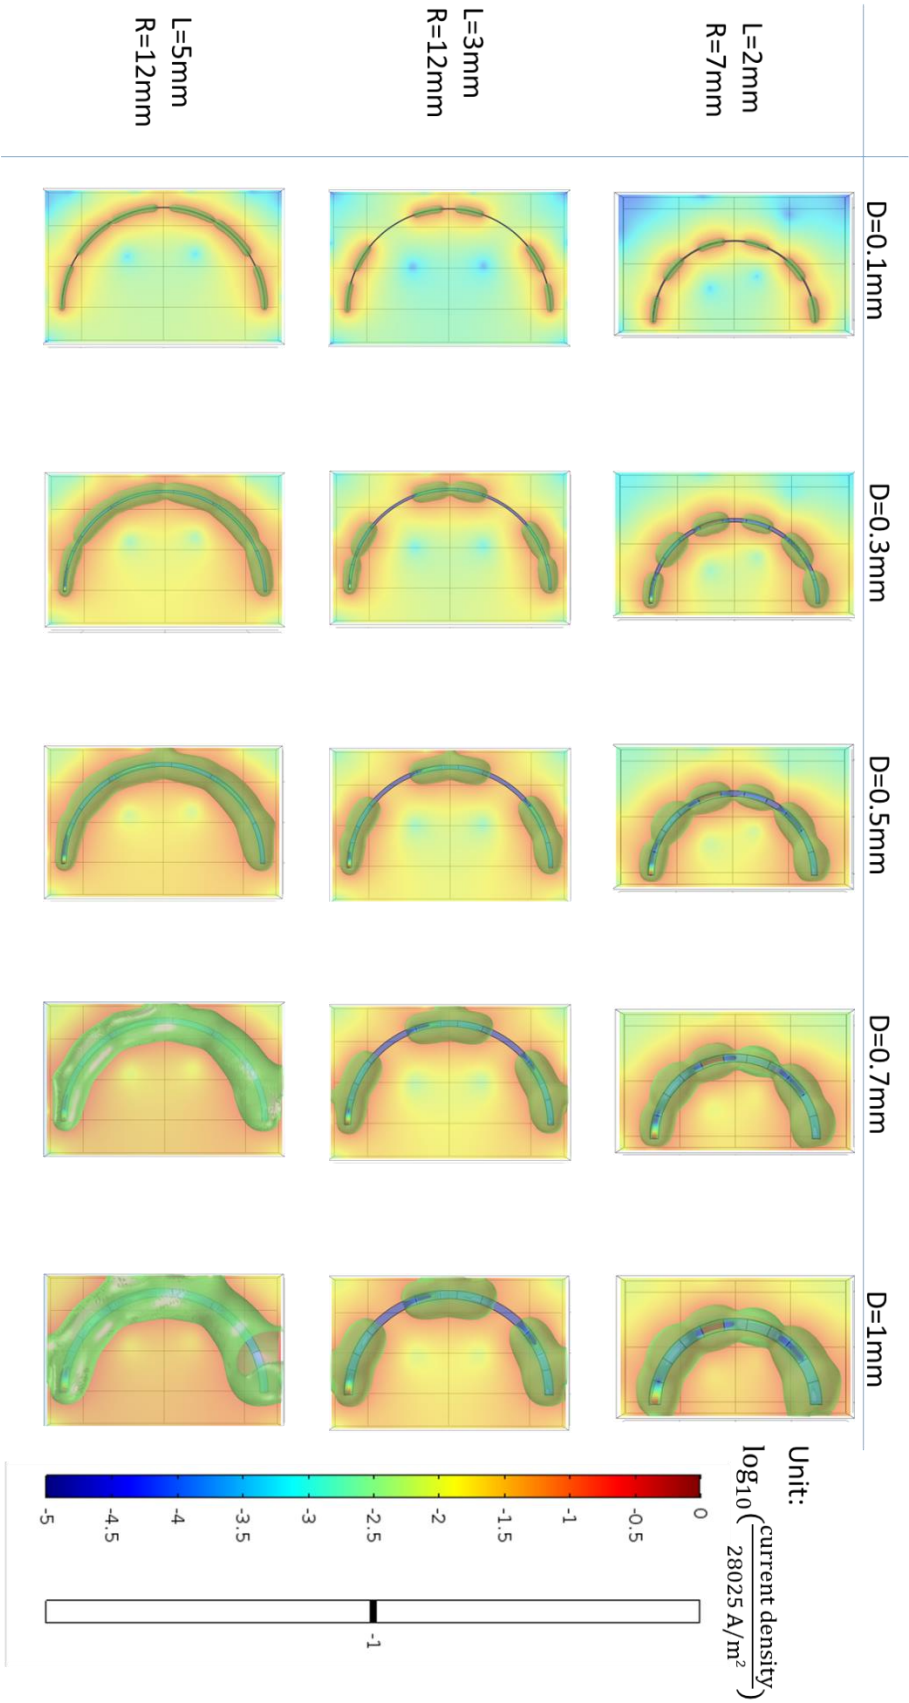 D=0.1mm
D=0.3mm
D=0.5mm
D=0.7mm
D=1mm
L=2mm
R=7mm
L=3mm
R=12mm
L=5mm
R=12mm
Unit:
log₁₀(current density / 28025 A/m²)
0
-0.5
-1
-1.5
-2
-2.5
-3
-3.5
-4
-4.5
-5
-1